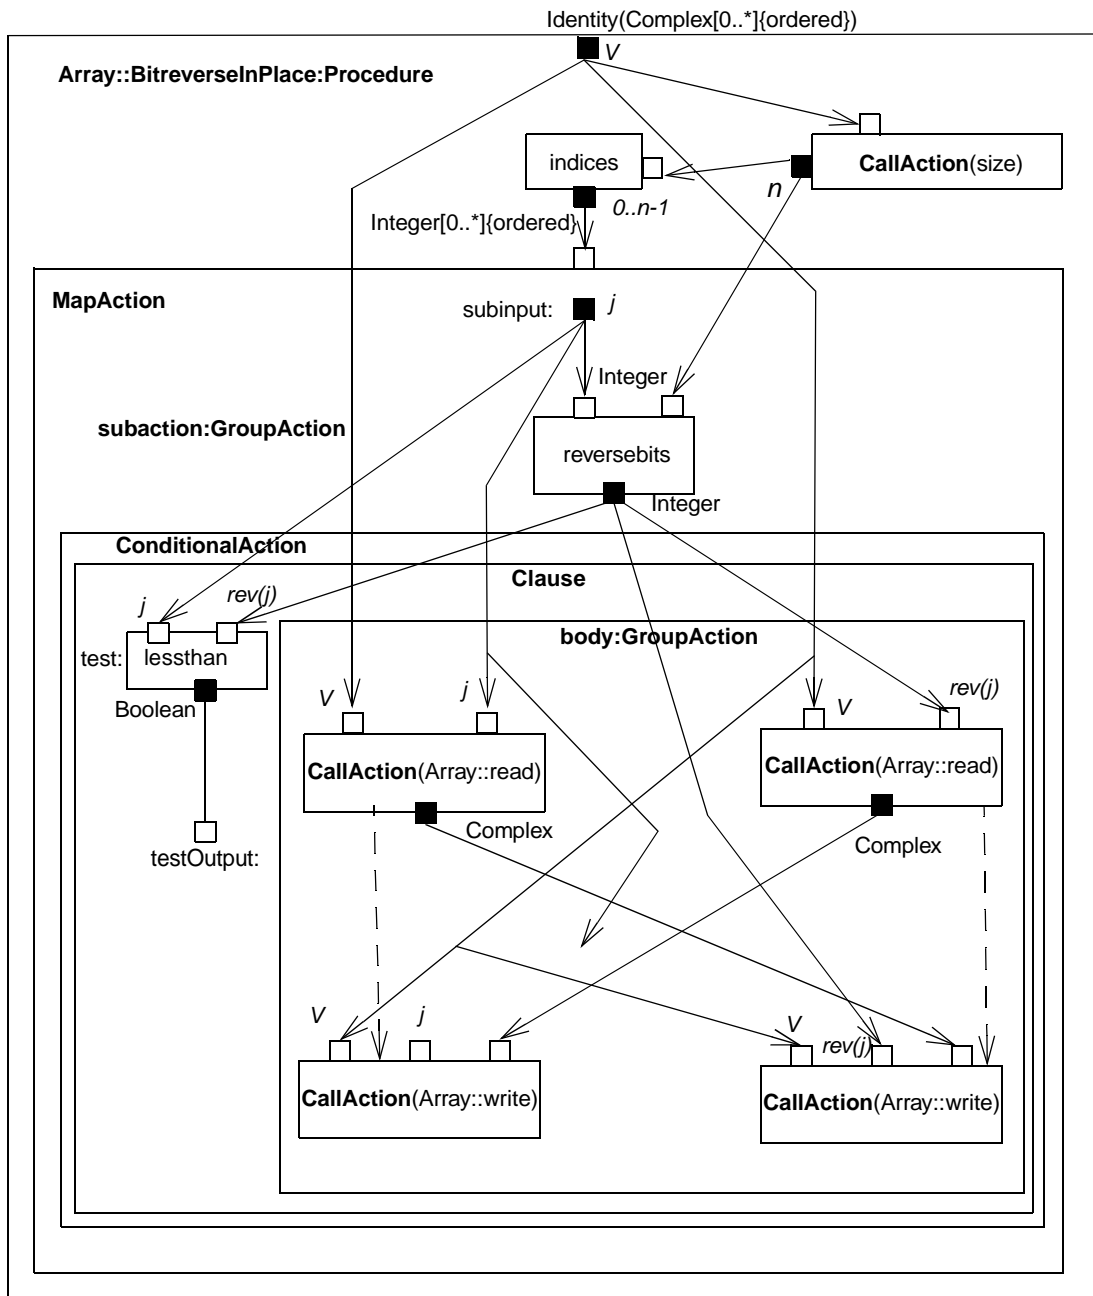 Identity(Complex[0..*]{ordered})
V
Array::BitreverseInPlace:Procedure
indices
CallAction(size)
n
0..n-1
Integer[0..*]{ordered}
MapAction
subinput:
j
Integer
subaction:GroupAction
reversebits
Integer
ConditionalAction
Clause
j
rev(j)
body:GroupAction
test:
lessthan
V
j
V
rev(j)
Boolean
CallAction(Array::read)
CallAction(Array::read)
Complex
Complex
testOutput:
V
j
V
rev(j)
CallAction(Array::write)
CallAction(Array::write)